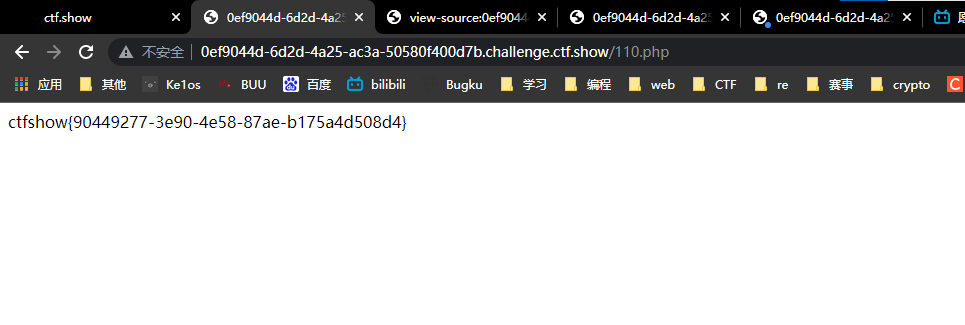 ctf.show
0ef9044d-6d2d-4a25
view-source:0ef9044
0ef9044d-6d2d-4a25
0ef9044d-6d2d-4a25
不安全 0ef9044d-6d2d-4a25-ac3a-50580f400d7b.challenge.ctf.show/110.php
应用 其他 Ke1os BUU 百度 bilibili Bugku 学习 编程 web CTF re 赛事 crypto
ctfshow{90449277-3e90-4e58-87ae-b175a4d508d4}